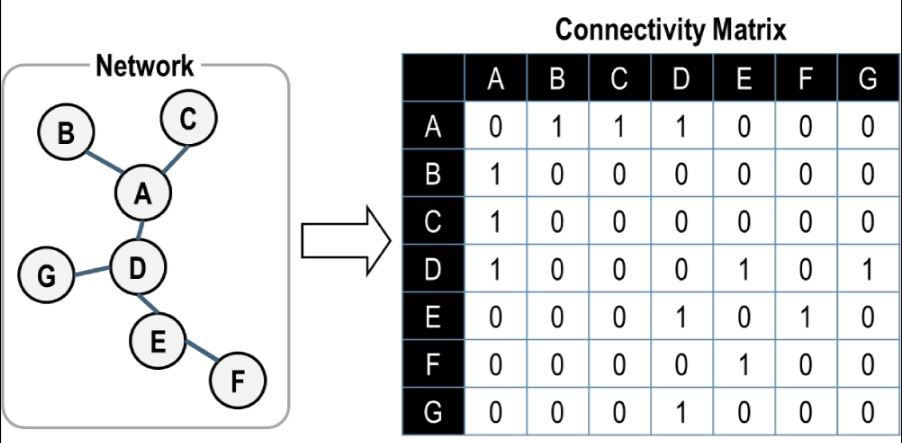 Connectivity Matrix
Network
B
C
A
G
D
E
F
A B C D E F G
A 0 1 1 1 0 0 0
B 1 0 0 0 0 0 0
C 1 0 0 0 0 0 0
D 1 0 0 0 1 0 1
E 0 0 0 1 0 1 0
F 0 0 0 0 1 0 0
G 0 0 0 1 0 0 0